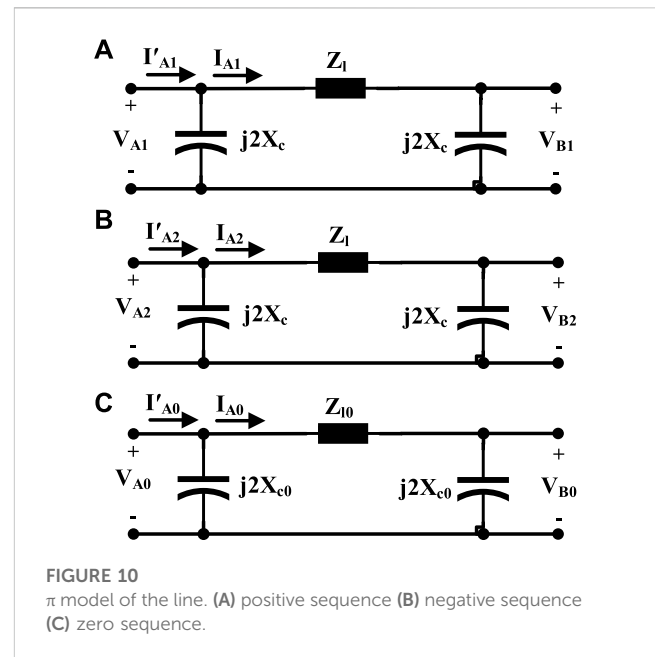 A
I′A1 IA1 Zl
+ +
VA1 j2Xc j2Xc VB1
- -
B
I′A2 IA2 Zl
+ +
VA2 j2Xc j2Xc VB2
- -
C
I′A0 IA0 Zl0
+ +
VA0 j2Xc0 j2Xc0 VB0
- -
FIGURE 10
π model of the line. (A) positive sequence (B) negative sequence
(C) zero sequence.